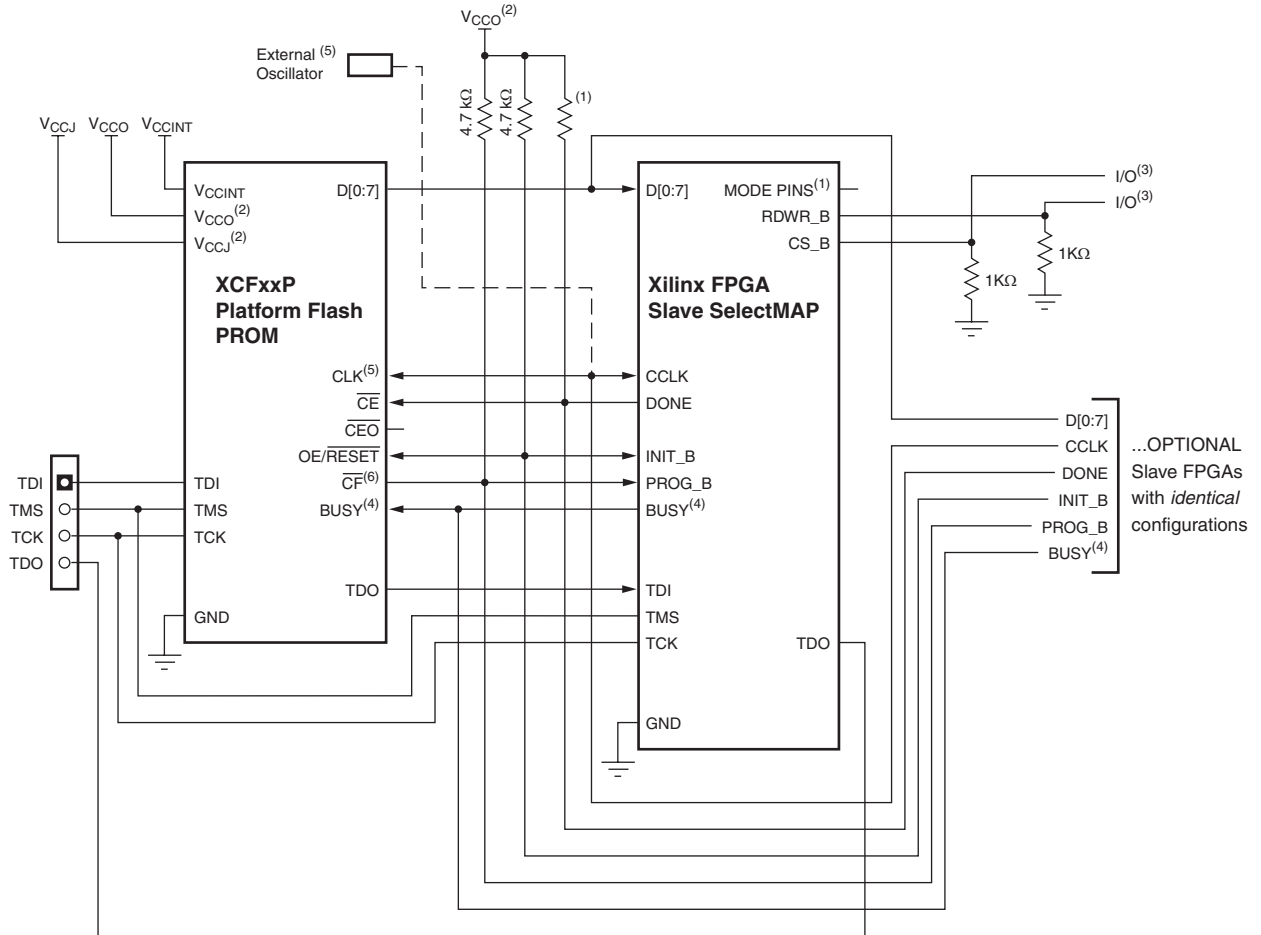 VCCO(2)
External (5)
Oscillator
4.7 kΩ
4.7 kΩ
(1)
VCCJ VCCO VCCINT
VCCINT
VCCO(2)
VCCJ(2)
D[0:7]
XCFxxP
Platform Flash
PROM
CLK(5)
CE
CEO
OE/RESET
CF(6)
BUSY(4)
TDI
TMS
TCK
TDO
GND
TDI
TMS
TCK
TDO
D[0:7]
MODE PINS(1)
RDWR_B
CS_B
Xilinx FPGA
Slave SelectMAP
CCLK
DONE
INIT_B
PROG_B
BUSY(4)
TDI
TMS
TCK
TDO
GND
I/O(3)
I/O(3)
1KΩ
1KΩ
D[0:7]
CCLK
DONE
INIT_B
PROG_B
BUSY(4)
...OPTIONAL
Slave FPGAs
with identical
configurations